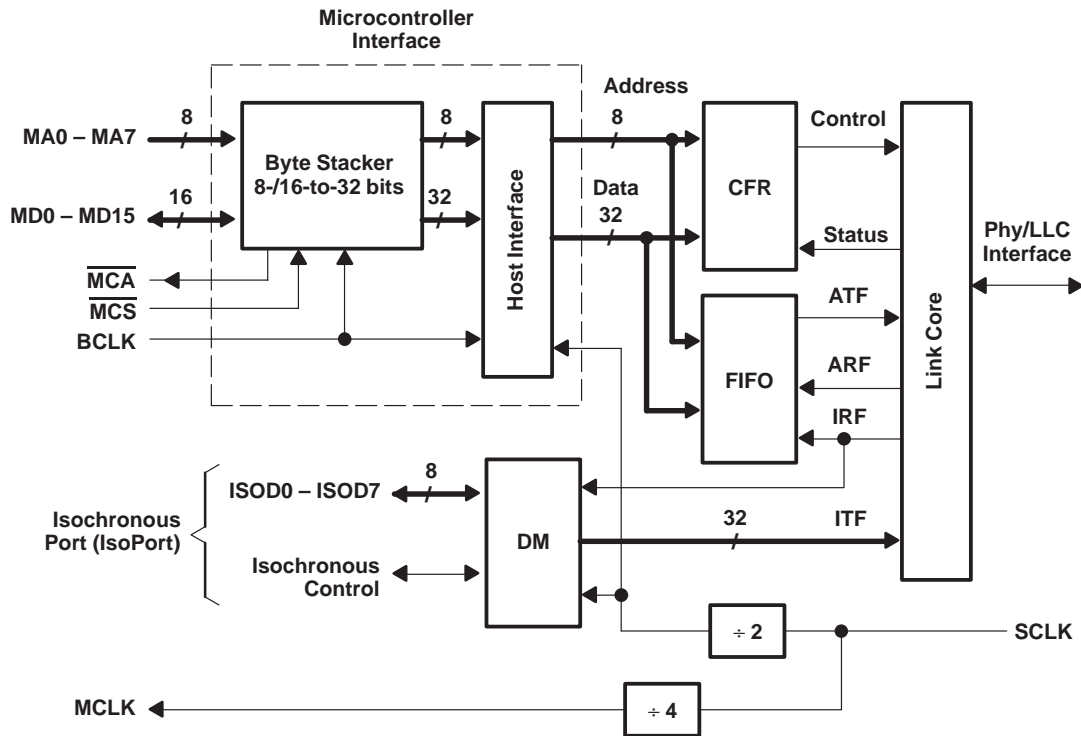 Microcontroller
Interface
Address
8
8
8
MA0 – MA7
Control
Byte Stacker
8-/16-to-32 bits
CFR
Data
16
32
32
MD0 – MD15
Host Interface
Status
Phy/LLC
Interface
MCA
MCS
BCLK
ATF
Link Core
FIFO
ARF
IRF
8
ISOD0 – ISOD7
Isochronous
Port (IsoPort)
DM
32
ITF
Isochronous
Control
÷ 2
SCLK
MCLK
÷ 4